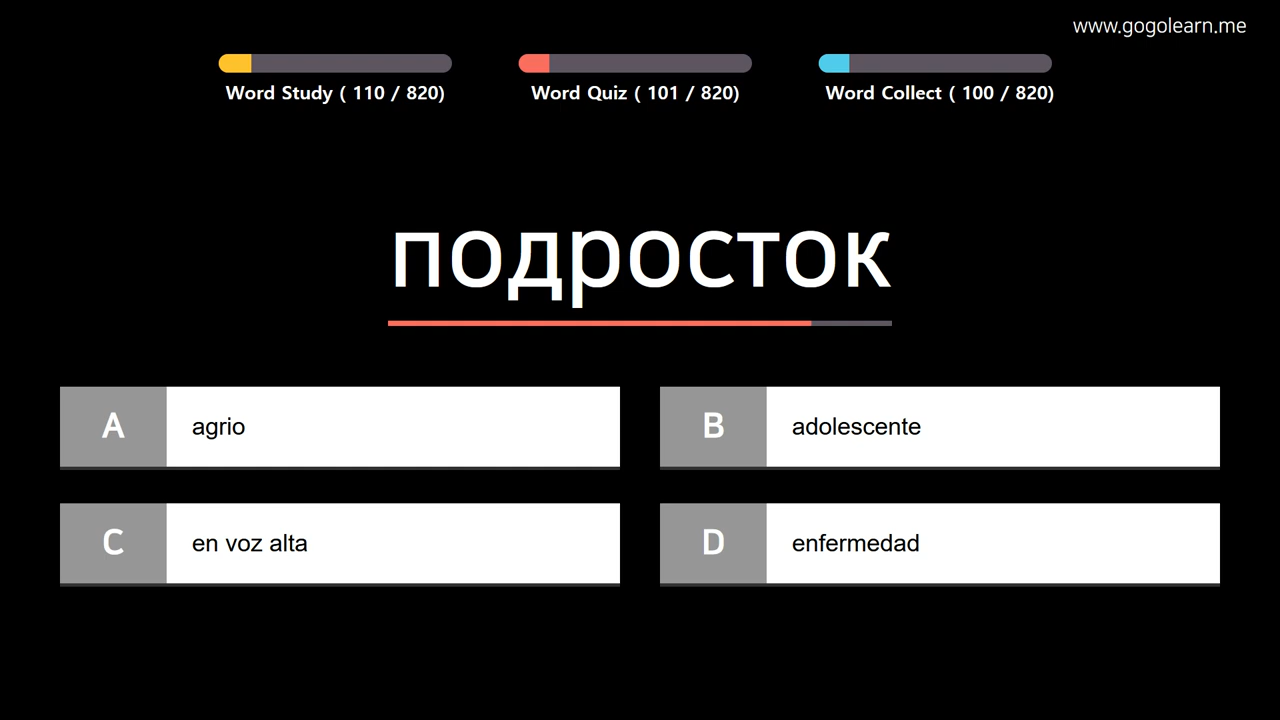 www.gogolearn.me
Word Study ( 110 / 820)
Word Quiz ( 101 / 820)
Word Collect ( 100 / 820)
подросток
A
agrio
B
adolescente
C
en voz alta
D
enfermedad